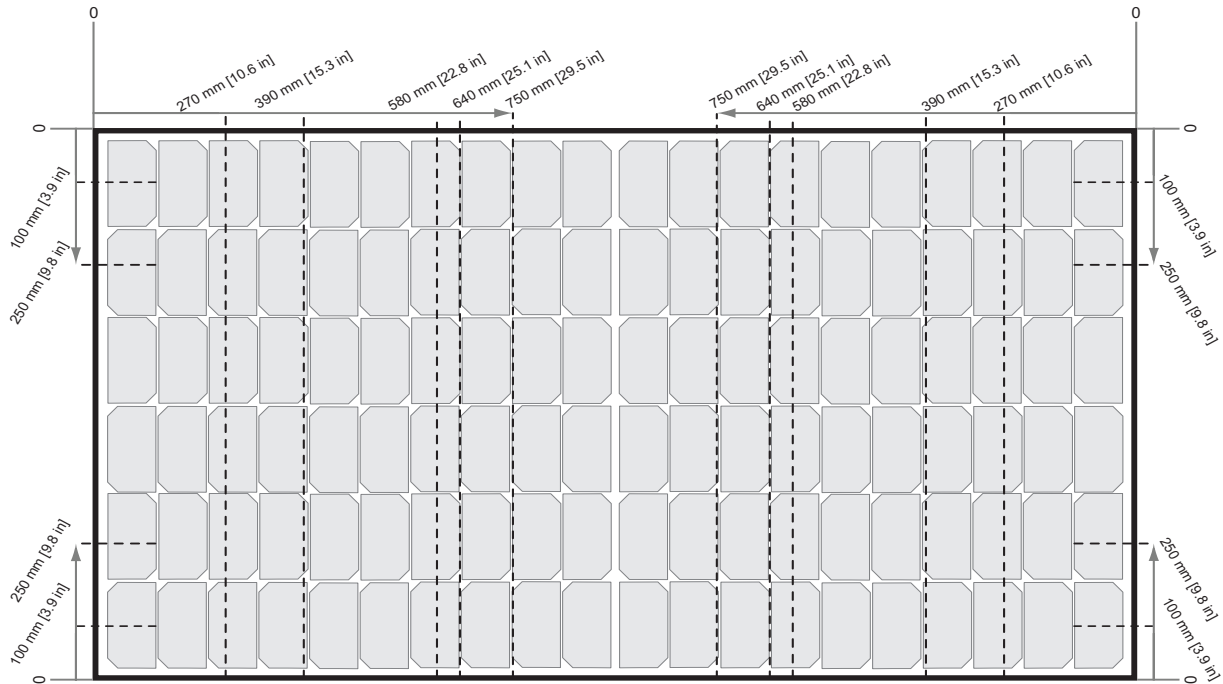 0
0
270 mm [10.6 in]
390 mm [15.3 in]
580 mm [22.8 in]
640 mm [25.1 in]
750 mm [29.5 in]
750 mm [29.5 in]
640 mm [25.1 in]
580 mm [22.8 in]
390 mm [15.3 in]
270 mm [10.6 in]
0
0
100 mm [3.9 in]
100 mm [3.9 in]
250 mm [9.8 in]
250 mm [9.8 in]
250 mm [9.8 in]
250 mm [9.8 in]
100 mm [3.9 in]
100 mm [3.9 in]
0
0